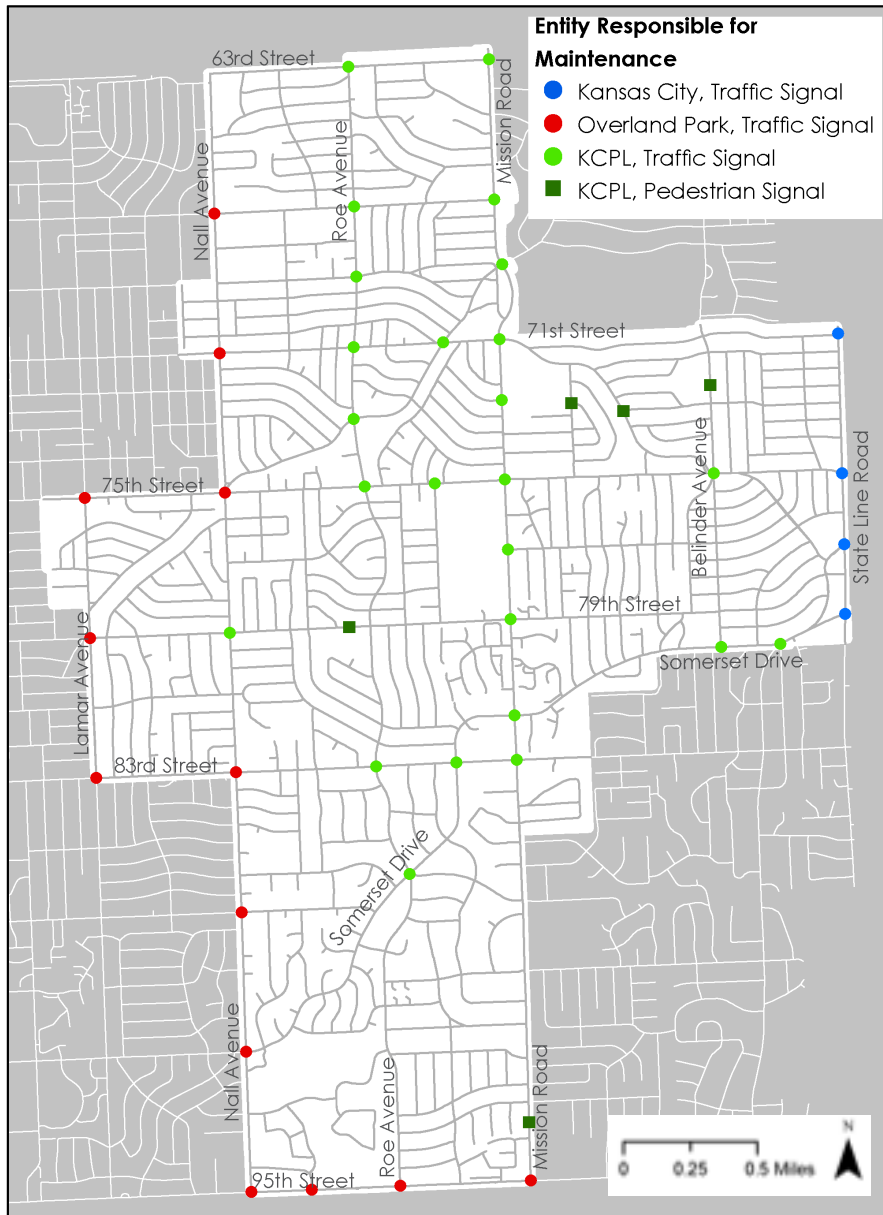 Entity Responsible for
Maintenance
Kansas City, Traffic Signal
Overland Park, Traffic Signal
KCPL, Traffic Signal
KCPL, Pedestrian Signal
63rd Street
Mission Road
Roe Avenue
Nall Avenue
71st Street
75th Street
Belinder Avenue
State Line Road
79th Street
Lamar Avenue
Somerset Drive
83rd Street
Somerset Drive
Nall Avenue
Roe Avenue
Mission Road
95th Street
N
0 0.25 0.5 Miles